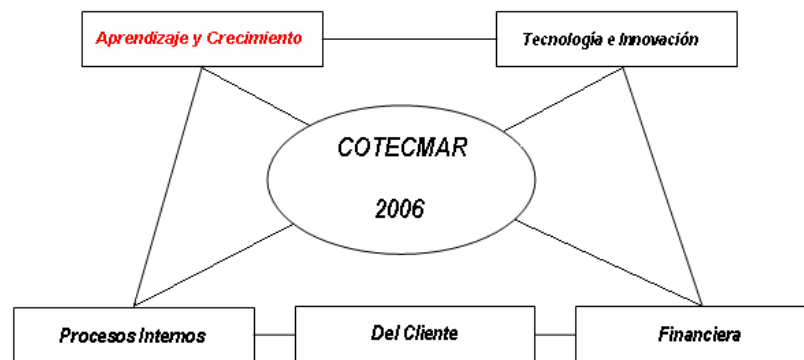 Aprendizaje y Crecimiento
Tecnología e Innovación
COTECMAR
2006
Procesos Internos
Del Cliente
Financiera